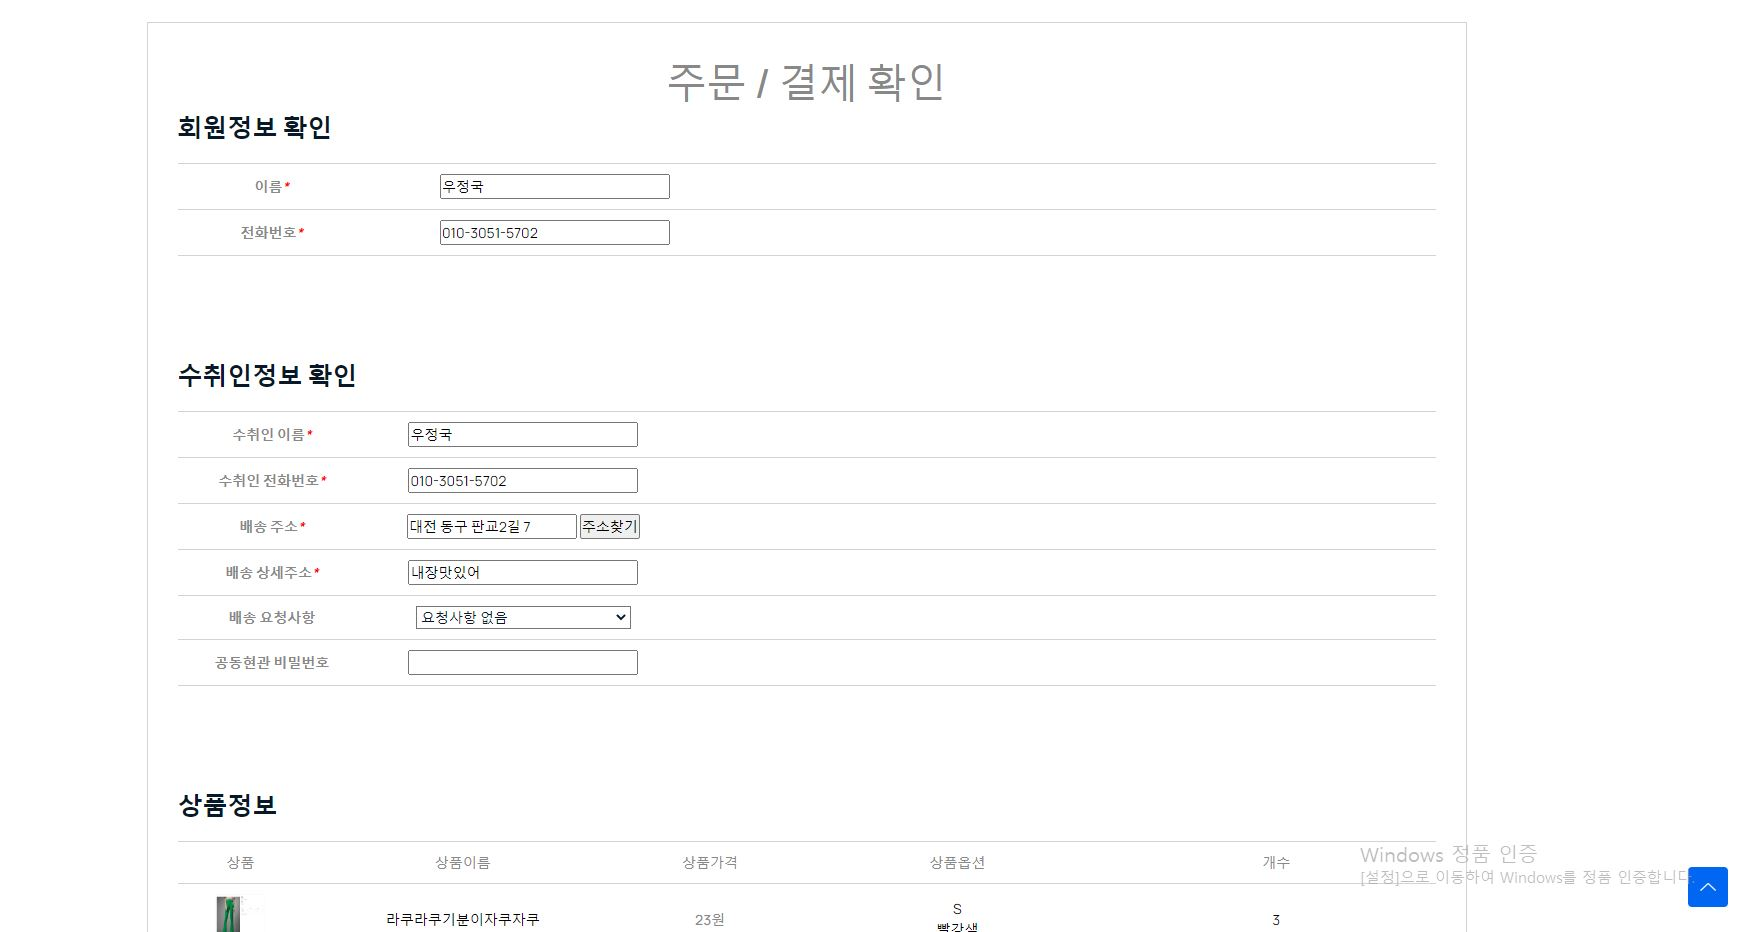 주문 / 결제 확인
회원정보 확인
이름*
우정국
전화번호*
010-3051-5702
수취인정보 확인
수취인 이름*
우정국
수취인 전화번호*
010-3051-5702
배송 주소*
대전 동구 판교2길 7
주소찾기
배송 상세주소*
내장맛있어
배송 요청사항
요청사항 없음
공동현관 비밀번호
상품정보
상품 상품이름 상품가격 상품옵션 개수
라쿠라쿠기분이자쿠자쿠 23원 S 3
빨강색
Windows 정품 인증
[설정]으로 이동하여 Windows를 정품 인증합니다.